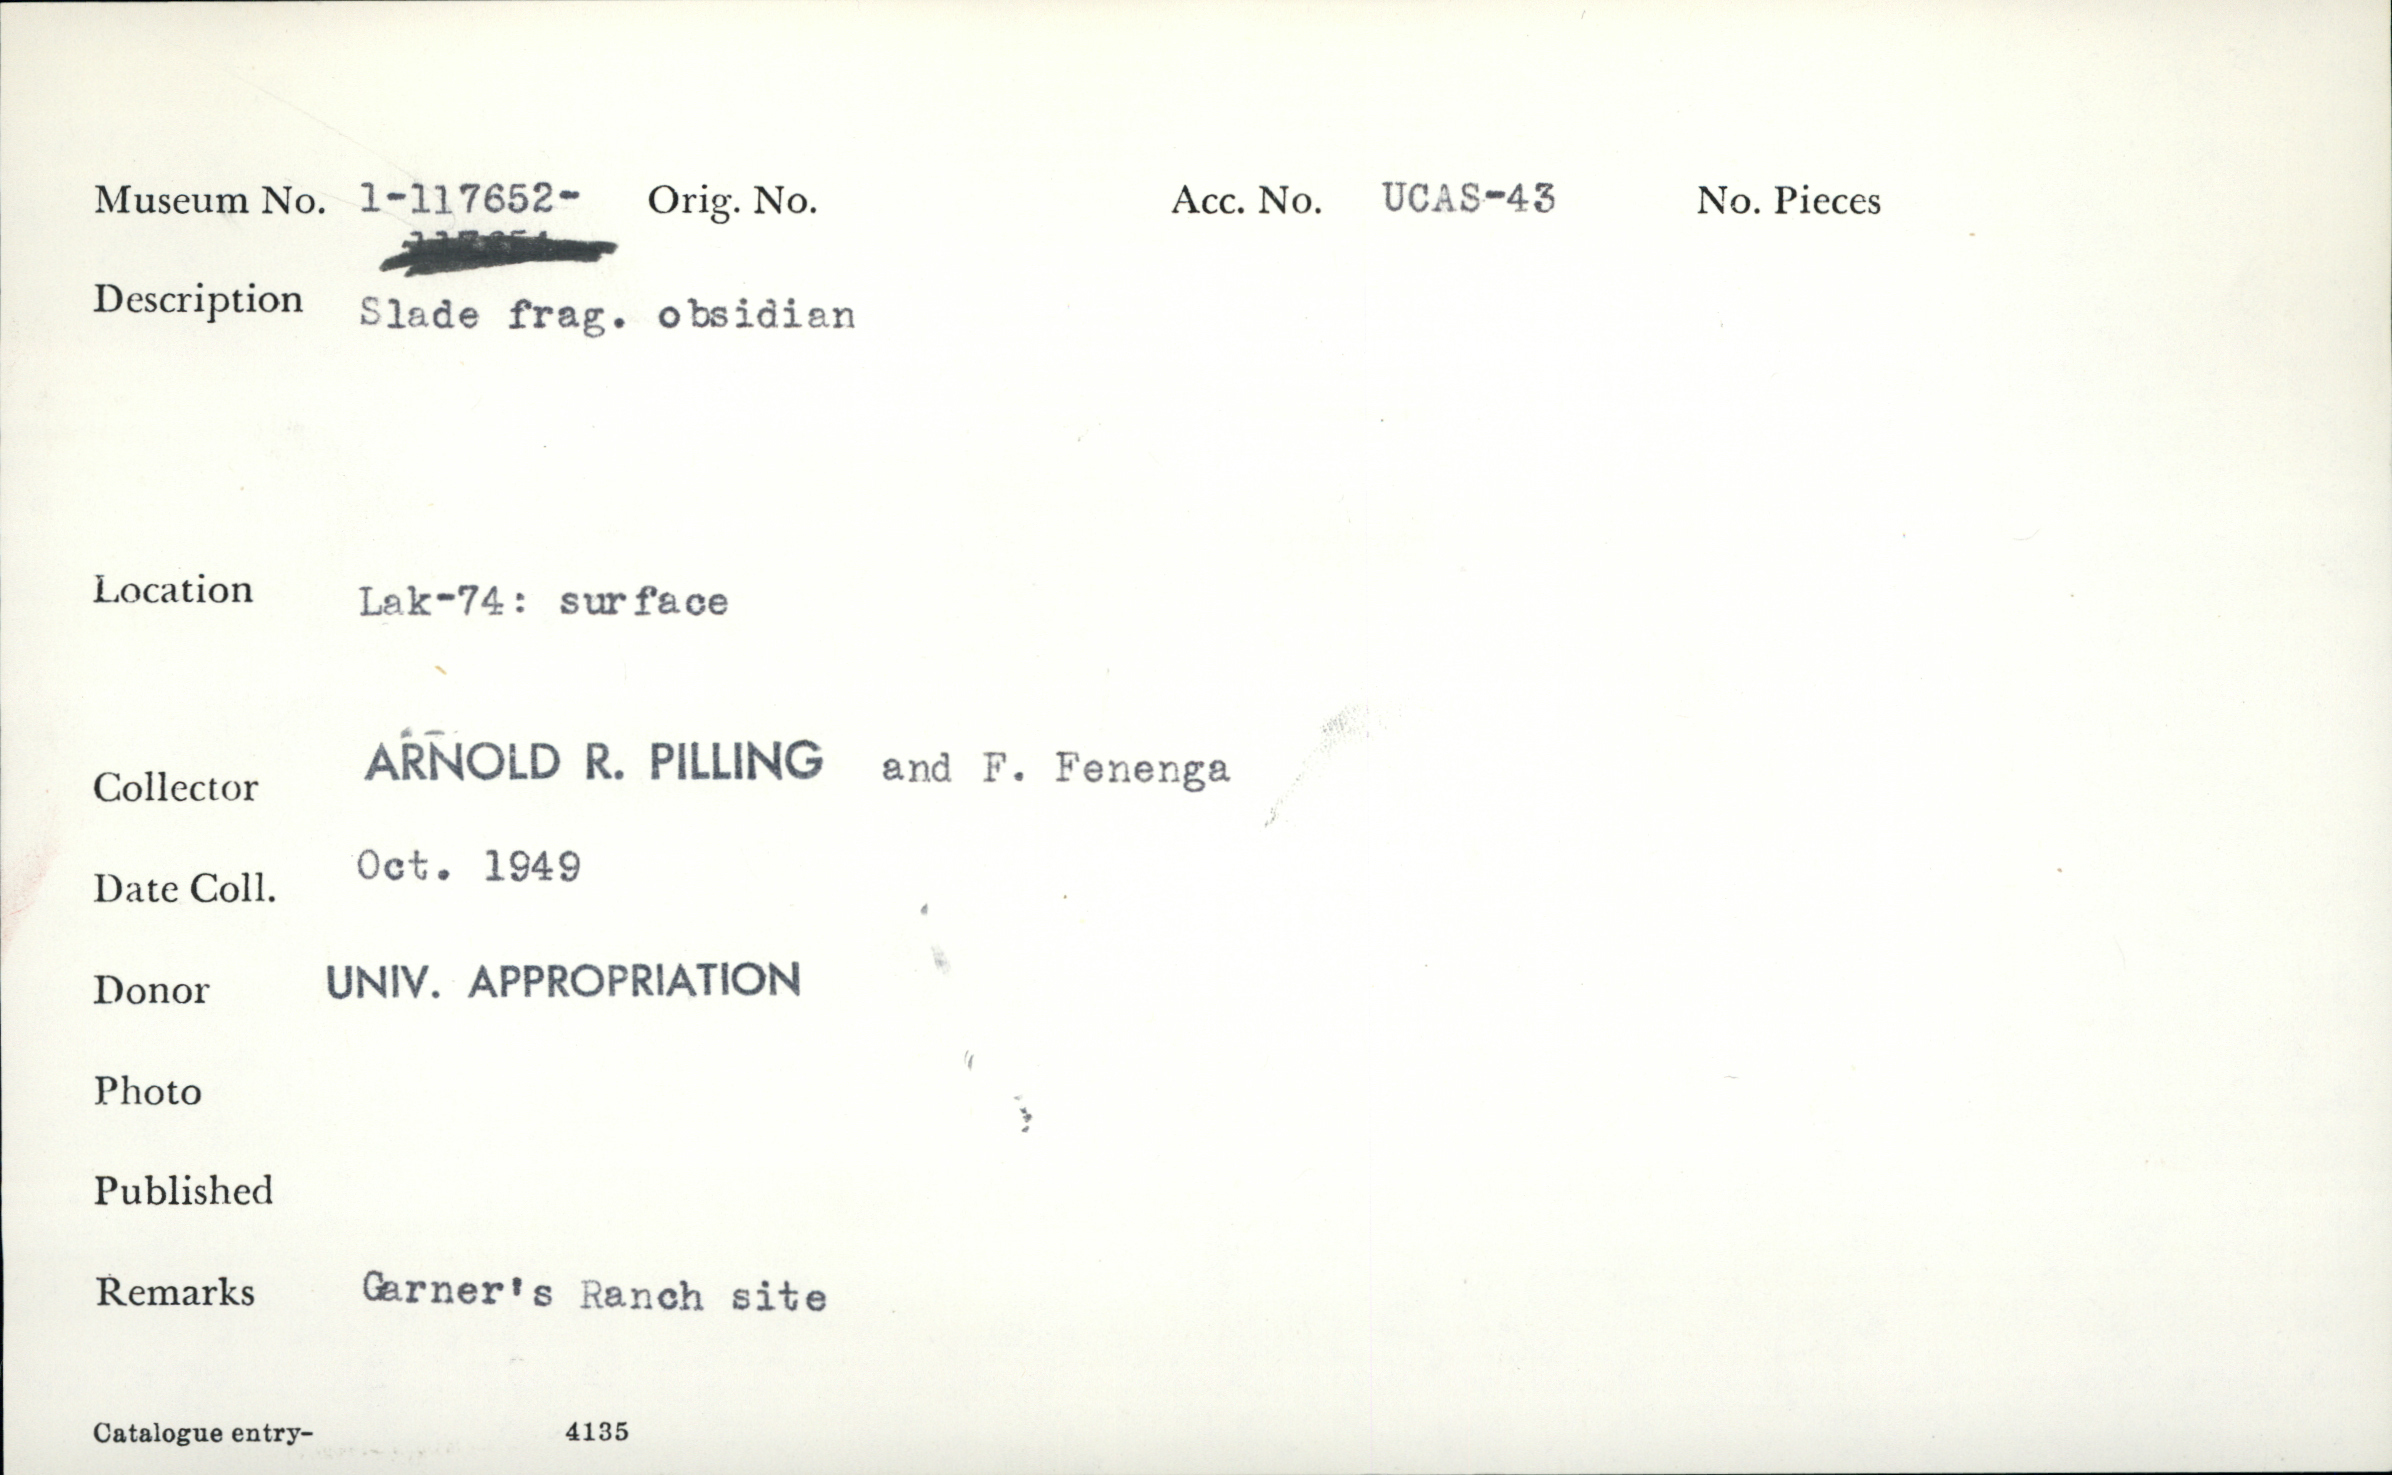 Museum No. 1-117652- Orig. No. Acc. No. UCAS-43 No. Pieces
Description Slade frag. obsidian
Location Lak-74: surface
Collector ARNOLD R. PILLING and F. Fenenga
Date Coll. Oct. 1949
Donor UNIV. APPROPRIATION
Photo
Published
Remarks Garner's Ranch site
Catalogue entry- 4135